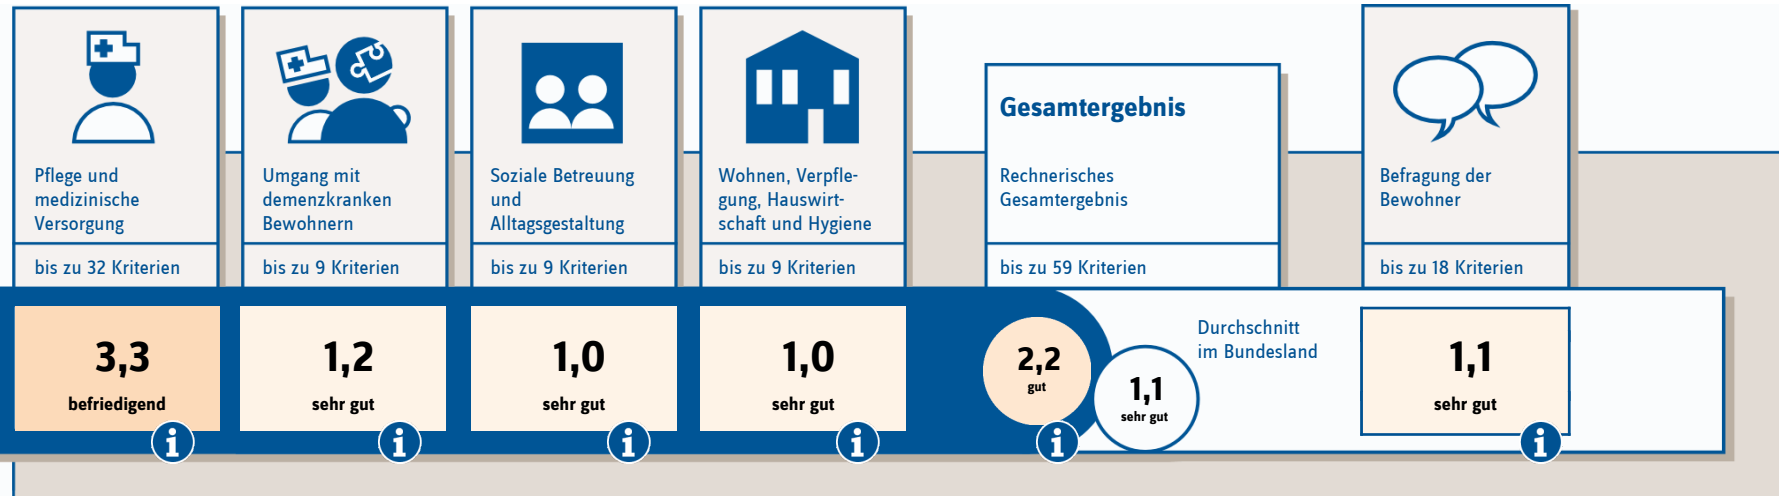 Pflege und
medizinische
Versorgung
bis zu 32 Kriterien
3,3
befriedigend
Umgang mit
demenzkranken
Bewohnern
bis zu 9 Kriterien
1,2
sehr gut
Soziale Betreuung
und
Alltagsgestaltung
bis zu 9 Kriterien
1,0
sehr gut
Wohnen, Verpfle-
gung, Hauswirt-
schaft und Hygiene
bis zu 9 Kriterien
1,0
sehr gut
Gesamtergebnis
Rechnerisches
Gesamtergebnis
bis zu 59 Kriterien
2,2
gut
1,1
sehr gut
Durchschnitt
im Bundesland
Befragung der
Bewohner
bis zu 18 Kriterien
1,1
sehr gut
i
i
i
i
i
i